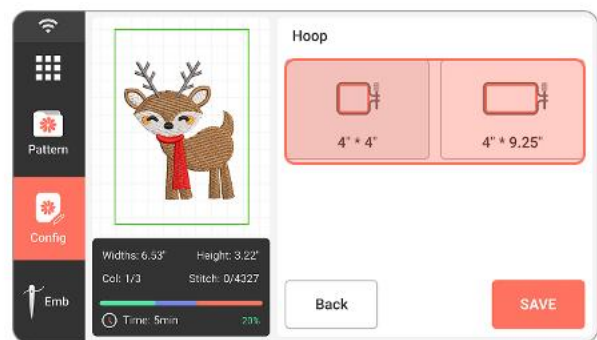 Hoop
4" * 4"
4" * 9.25"
Pattern
Config
Emb
Widths: 6.53" Height: 3.22"
Col: 1/3 Stitch: 0/4327
Time: 5min 20%
Back
SAVE